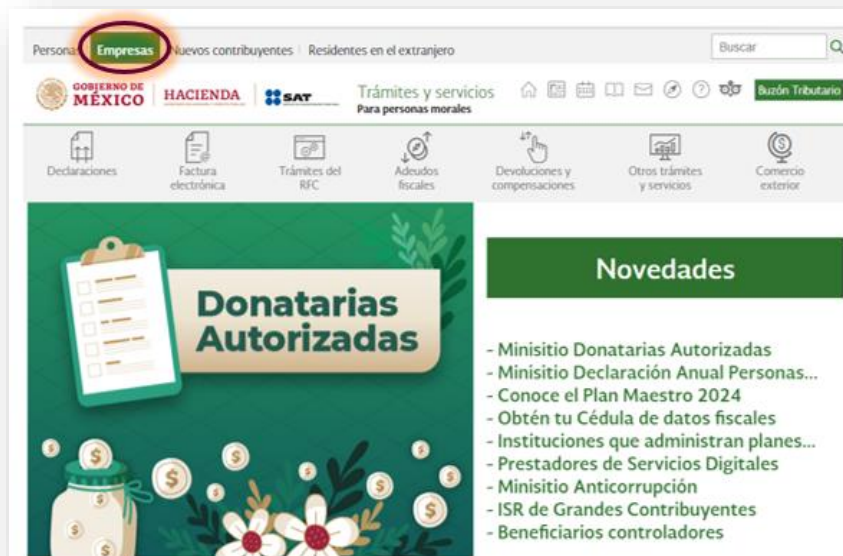 Personas Empresas Nuevos contribuyentes Residentes en el extranjero
Buscar
GOBIERNO DE MÉXICO
HACIENDA
SAT
Trámites y servicios
Para personas morales
Buzón Tributario
Declaraciones
Factura electrónica
Trámites del RFC
Adeudos fiscales
Devoluciones y compensaciones
Otros trámites y servicios
Comercio exterior
Donatarias
Autorizadas
Novedades
- Minisitio Donatarias Autorizadas
- Minisitio Declaración Anual Personas...
- Conoce el Plan Maestro 2024
- Obtén tu Cédula de datos fiscales
- Instituciones que administran planes...
- Prestadores de Servicios Digitales
- Minisitio Anticorrupción
- ISR de Grandes Contribuyentes
- Beneficiarios controladores